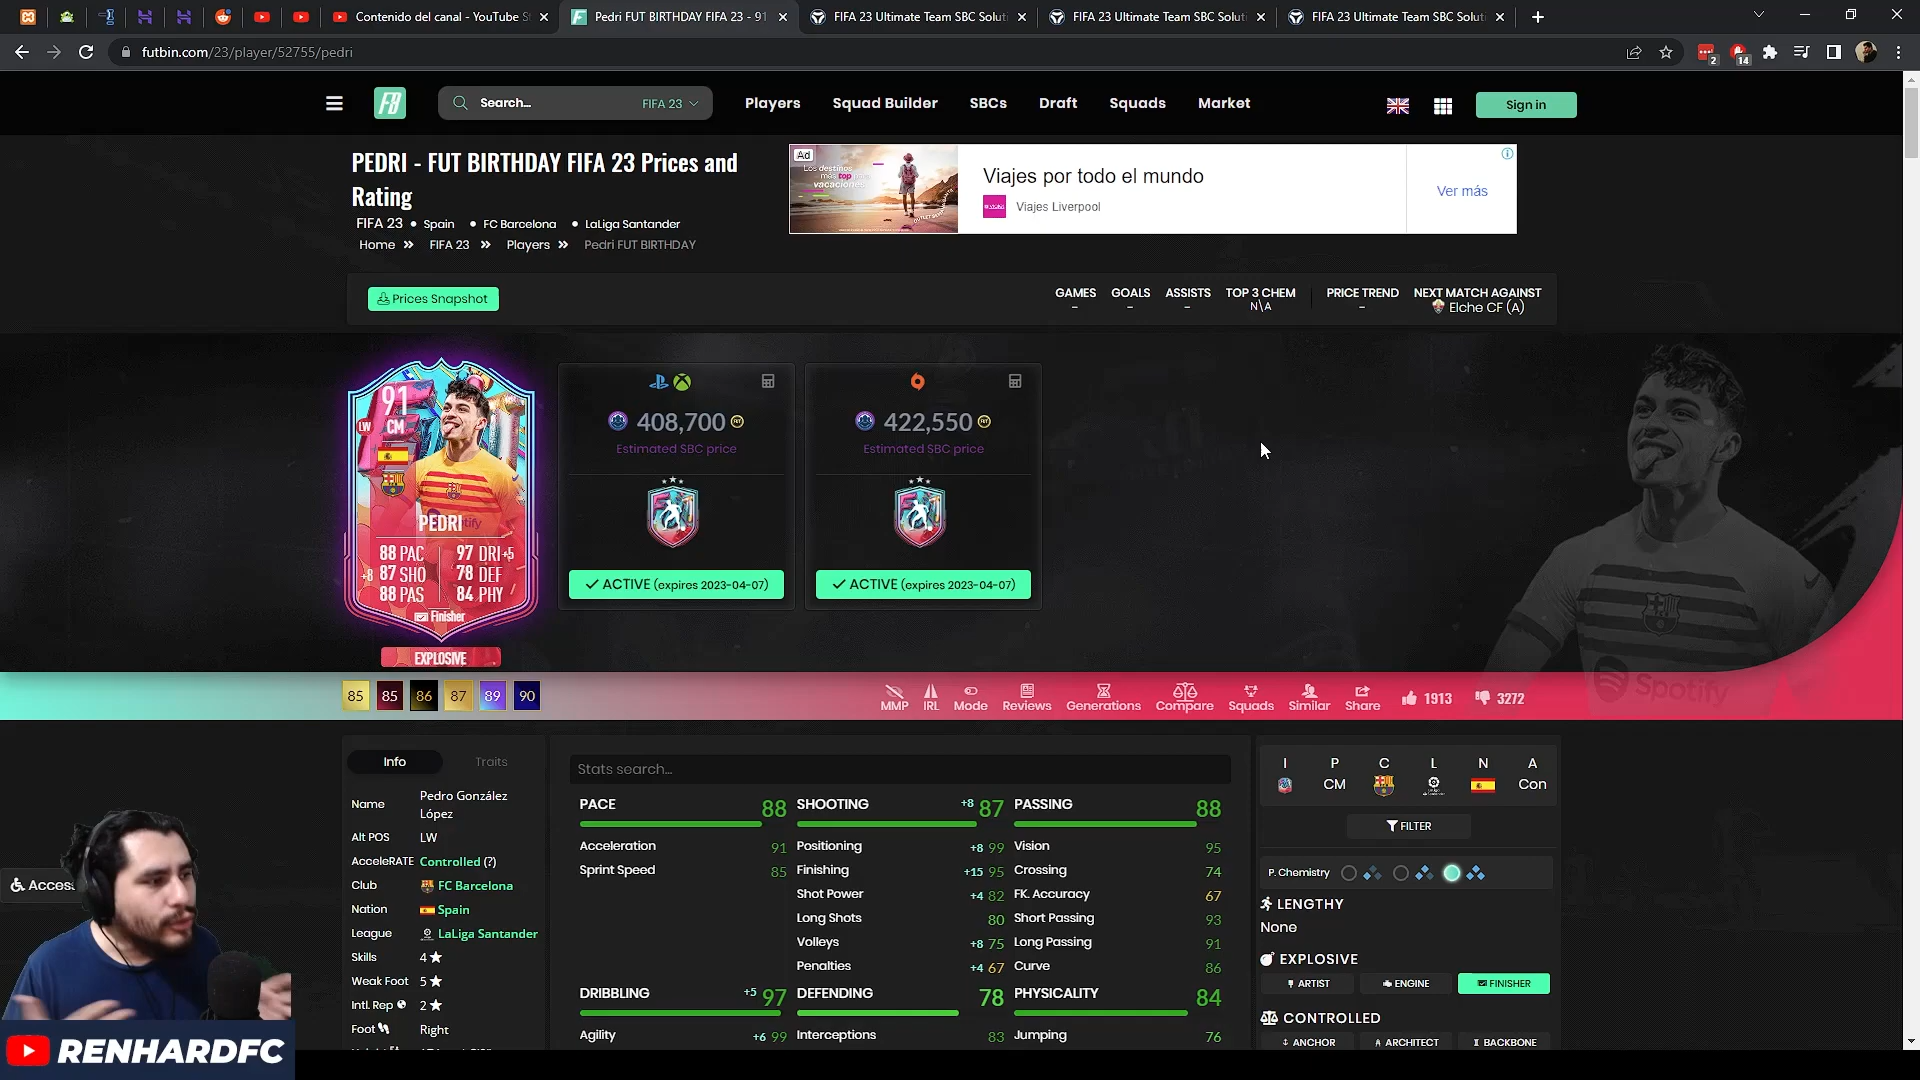 Contenido del canal - YouTube S
Pedri FUT BIRTHDAY FIFA 23 - 91
FIFA 23 Ultimate Team SBC Soluti
FIFA 23 Ultimate Team SBC Soluti
FIFA 23 Ultimate Team SBC Soluti
futbin.com/23/player/52755/pedri
2
14
FB
Search...
FIFA 23
Players
Squad Builder
SBCs
Draft
Squads
Market
Sign in
PEDRI - FUT BIRTHDAY FIFA 23 Prices and
Rating
FIFA 23 • Spain • FC Barcelona • LaLiga Santander
Home » FIFA 23 » Players » Pedri FUT BIRTHDAY
Ad
Viajes por todo el mundo
Viajes Liverpool
Ver más
Prices Snapshot
GAMES
-
GOALS
-
ASSISTS
-
TOP 3 CHEM
N\A
PRICE TREND
-
NEXT MATCH AGAINST
Elche CF (A)
91
CM
LW
PEDRI
88 PAC 97 DRI+5
+8 87 SHO 78 DEF
88 PAS 84 PHY
Finisher
EXPLOSIVE
408,700
Estimated SBC price
ACTIVE (expires 2023-04-07)
422,550
Estimated SBC price
ACTIVE (expires 2023-04-07)
Spotify
85 85 86 87 89 90
MMP
IRL
Mode
Reviews
Generations
Compare
Squads
Similar
Share
1913
3272
Info
Traits
Name Pedro González
López
Alt POS LW
AcceleRATE Controlled (?)
Club FC Barcelona
Nation Spain
League LaLiga Santander
Skills 4
Weak Foot 5
Intl. Rep 2
Foot Right
Stats search...
PACE 88
Acceleration 91
Sprint Speed 85
SHOOTING +8 87
Positioning +8 99
Finishing +15 95
Shot Power +4 82
Long Shots 80
Volleys +8 75
Penalties +4 67
PASSING 88
Vision 95
Crossing 74
FK. Accuracy 67
Short Passing 93
Long Passing 91
Curve 86
DRIBBLING +5 97
Agility +6 99
DEFENDING 78
Interceptions 83
PHYSICALITY 84
Jumping 76
I P C L N A
CM
Con
FILTER
P. Chemistry
LENGTHY
None
EXPLOSIVE
ARTIST
ENGINE
FINISHER
CONTROLLED
ANCHOR
ARCHITECT
BACKBONE
Access
RENHARDFC